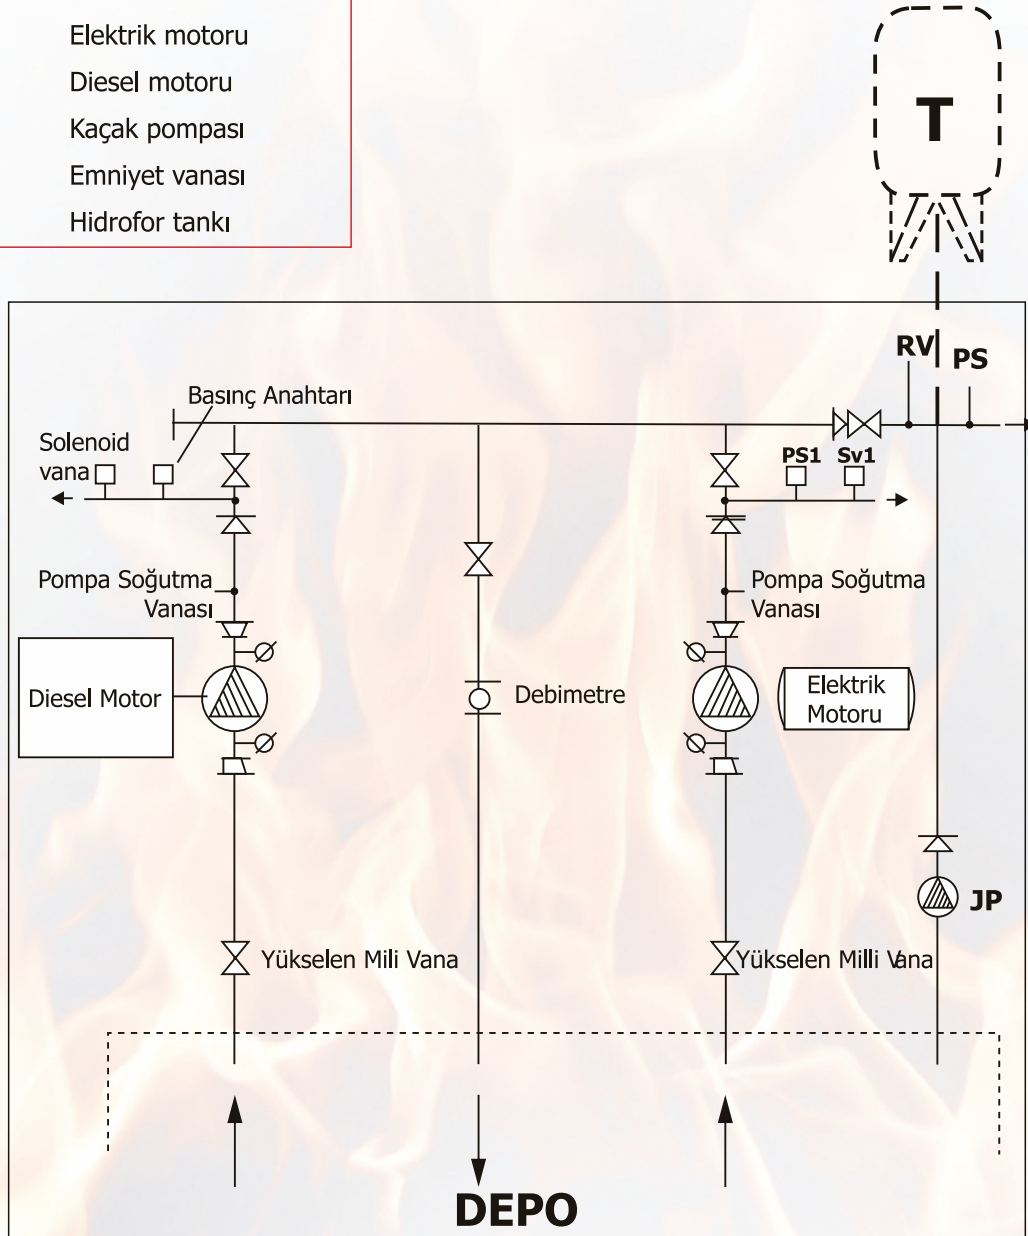 Elektrik motoru
Diesel motoru
Kaçak pompası
Emniyet vanası
Hidrofor tankı
T
RV
PS
Basınç Anahtarı
Solenoid
vana
PS1
Sv1
Pompa Soğutma
Vanası
Pompa Soğutma
Vanası
Diesel Motor
Debimetre
Elektrik
Motoru
JP
Yükselen Mili Vana
Yükselen Milli Vana
DEPO